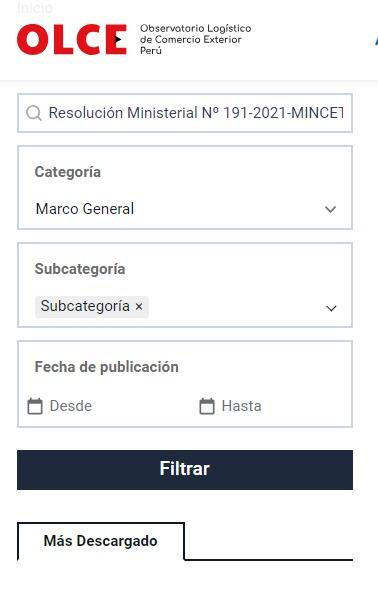 Inicio
OLCE
Observatorio Logístico
de Comercio Exterior
Perú
Resolución Ministerial Nº 191-2021-MINCET
Categoría
Marco General
Subcategoría
Subcategoría ×
Fecha de publicación
Desde Hasta
Filtrar
Más Descargado